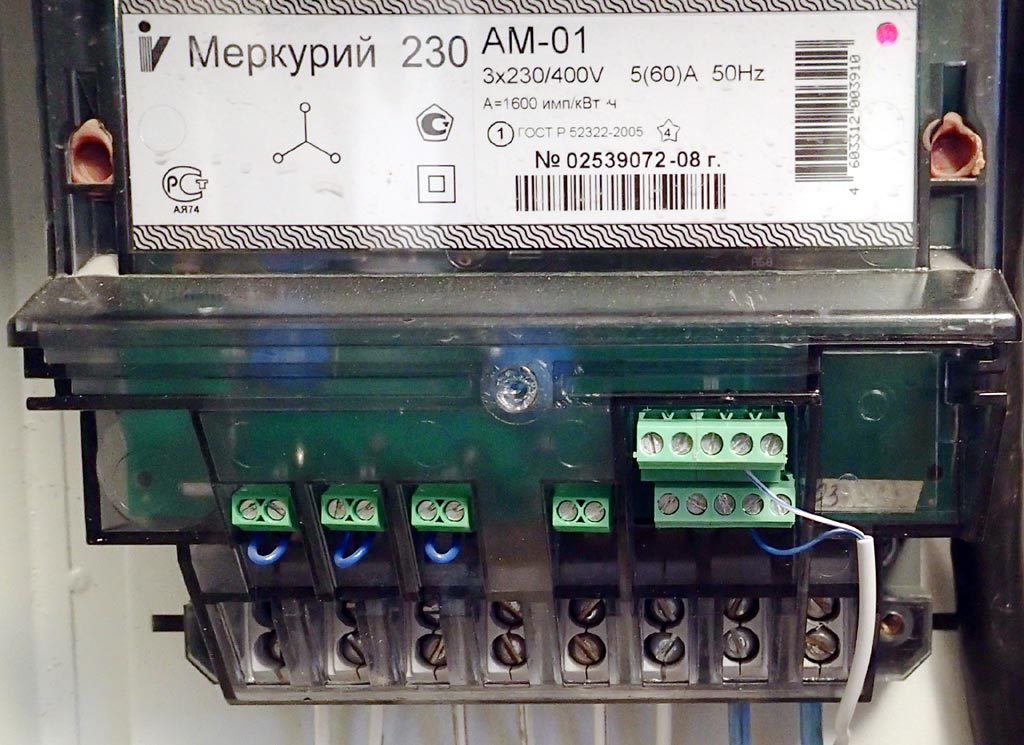 Меркурий 230 АМ-01
3x230/400V 5(60)A 50Hz
А=1600 имп/кВт·ч
1 ГОСТ Р 52322-2005 4
№ 02539072-08 г.
4 603312 003910
РСТ
АЯ74